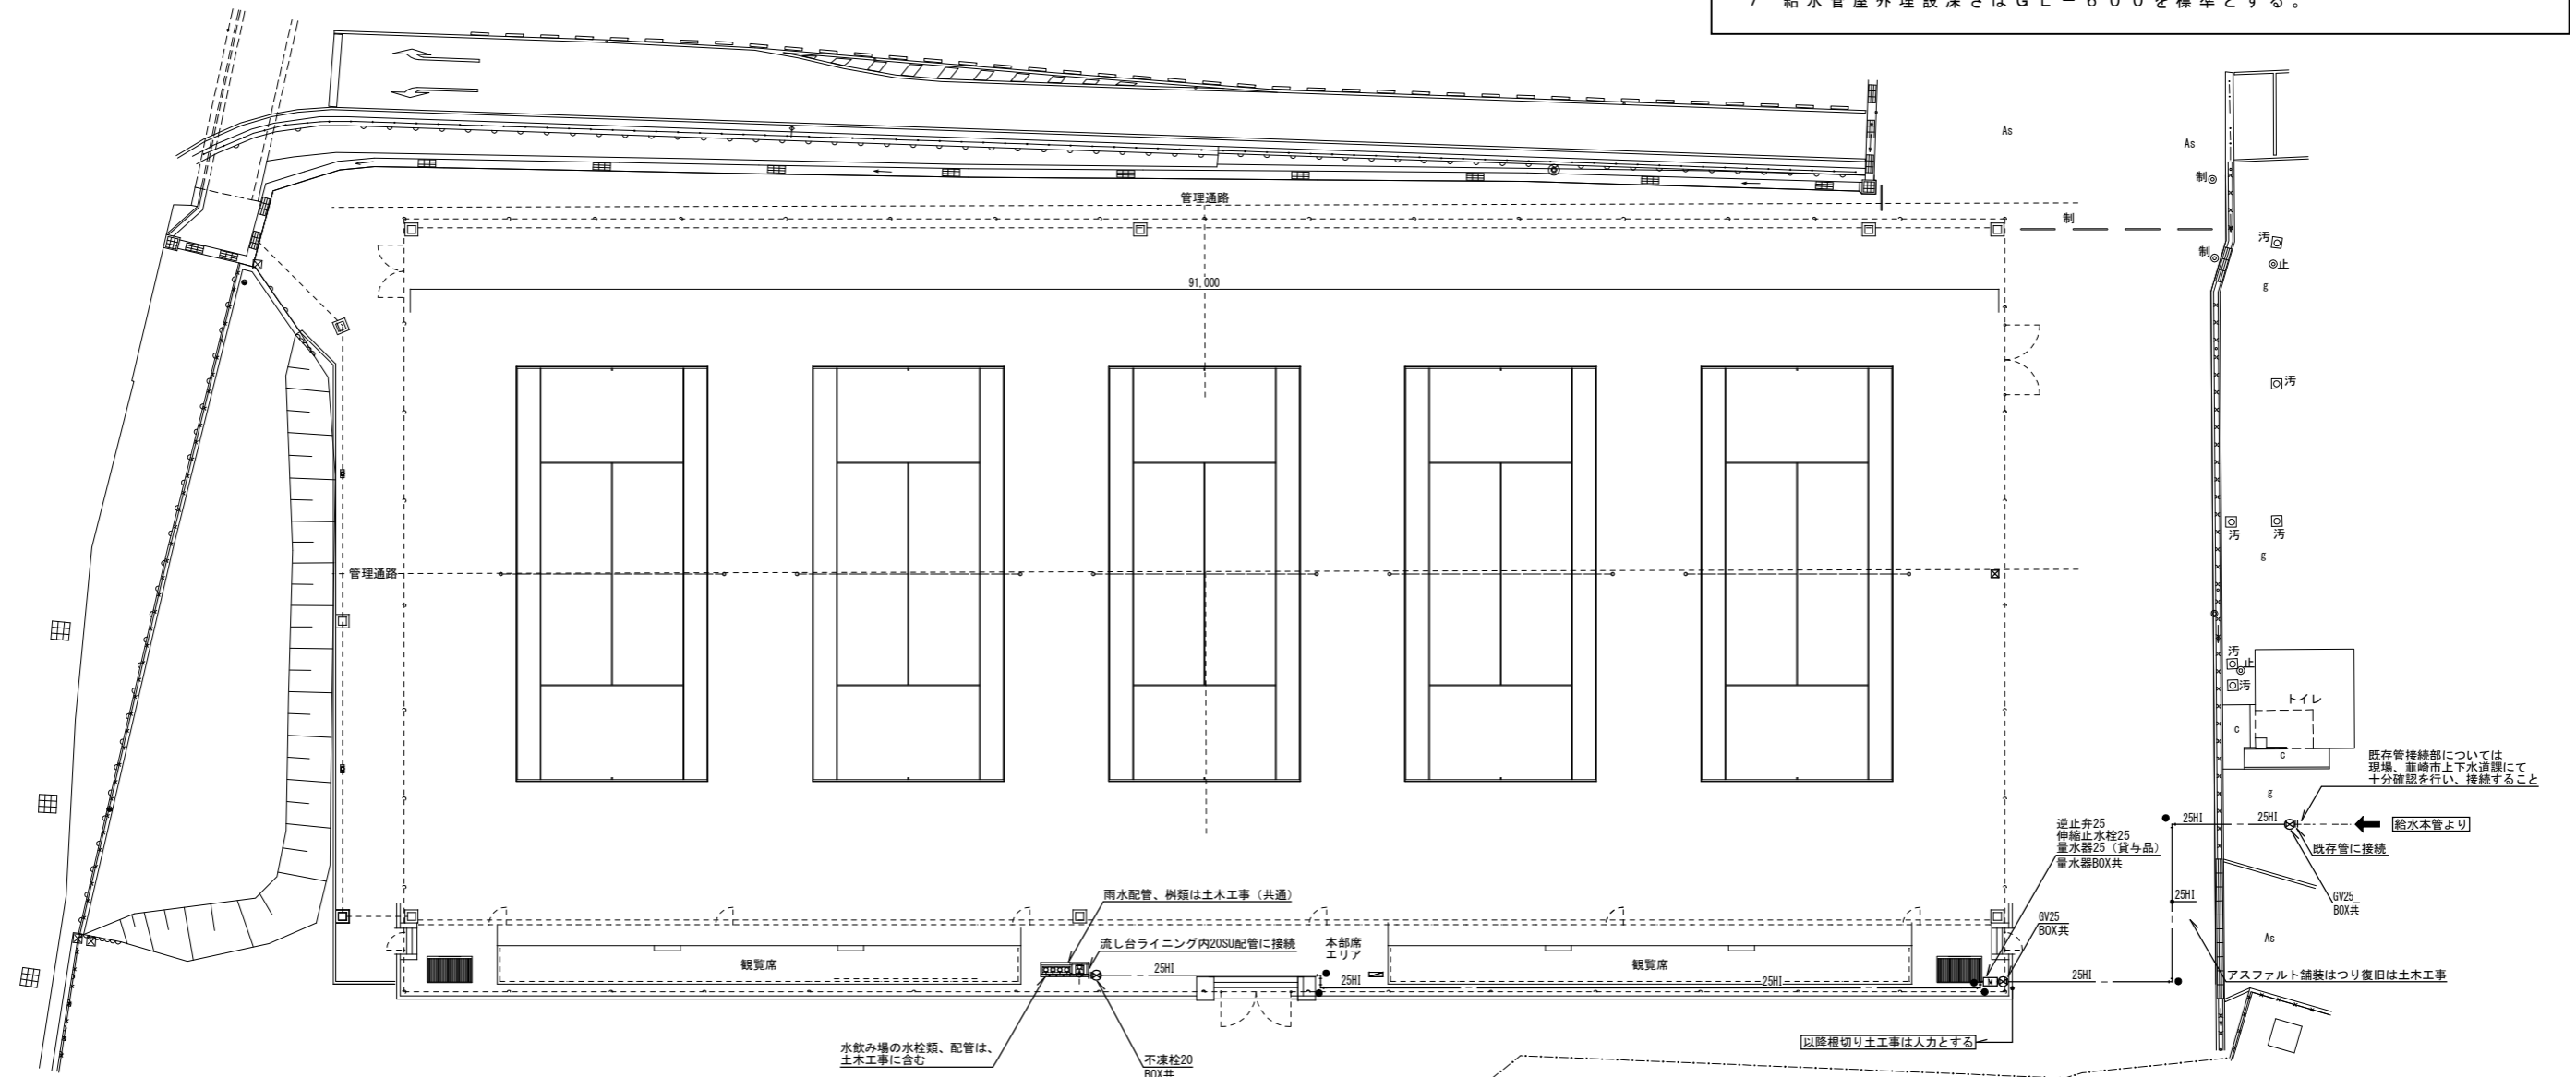 7 給水管屋外埋設深さはGL－600を標準とする。
As
As
制
管理通路
制
汚
制
止
g
91,000
汚
管理通路
汚
汚
g
汚
止
汚
トイレ
c
c
既存管接続部については
現場、韮崎市上下水道課にて
十分確認を行い、接続すること
g
25HI
25HI
給水本管より
逆止弁25
伸縮止水栓25
量水器25（貸与品）
量水器BOX共
既存管に接続
25HI
GV25
BOX共
雨水配管、桝類は土木工事（共通）
GV25
BOX共
流し台ライニング内20SU配管に接続
本部席
エリア
As
観覧席
25HI
観覧席
25HI
25HI
M
25HI
アスファルト舗装はつり復旧は土木工事
以降根切り土工事は人力とする
水飲み場の水栓類、配管は、
土木工事に含む
不凍栓20
BOX共